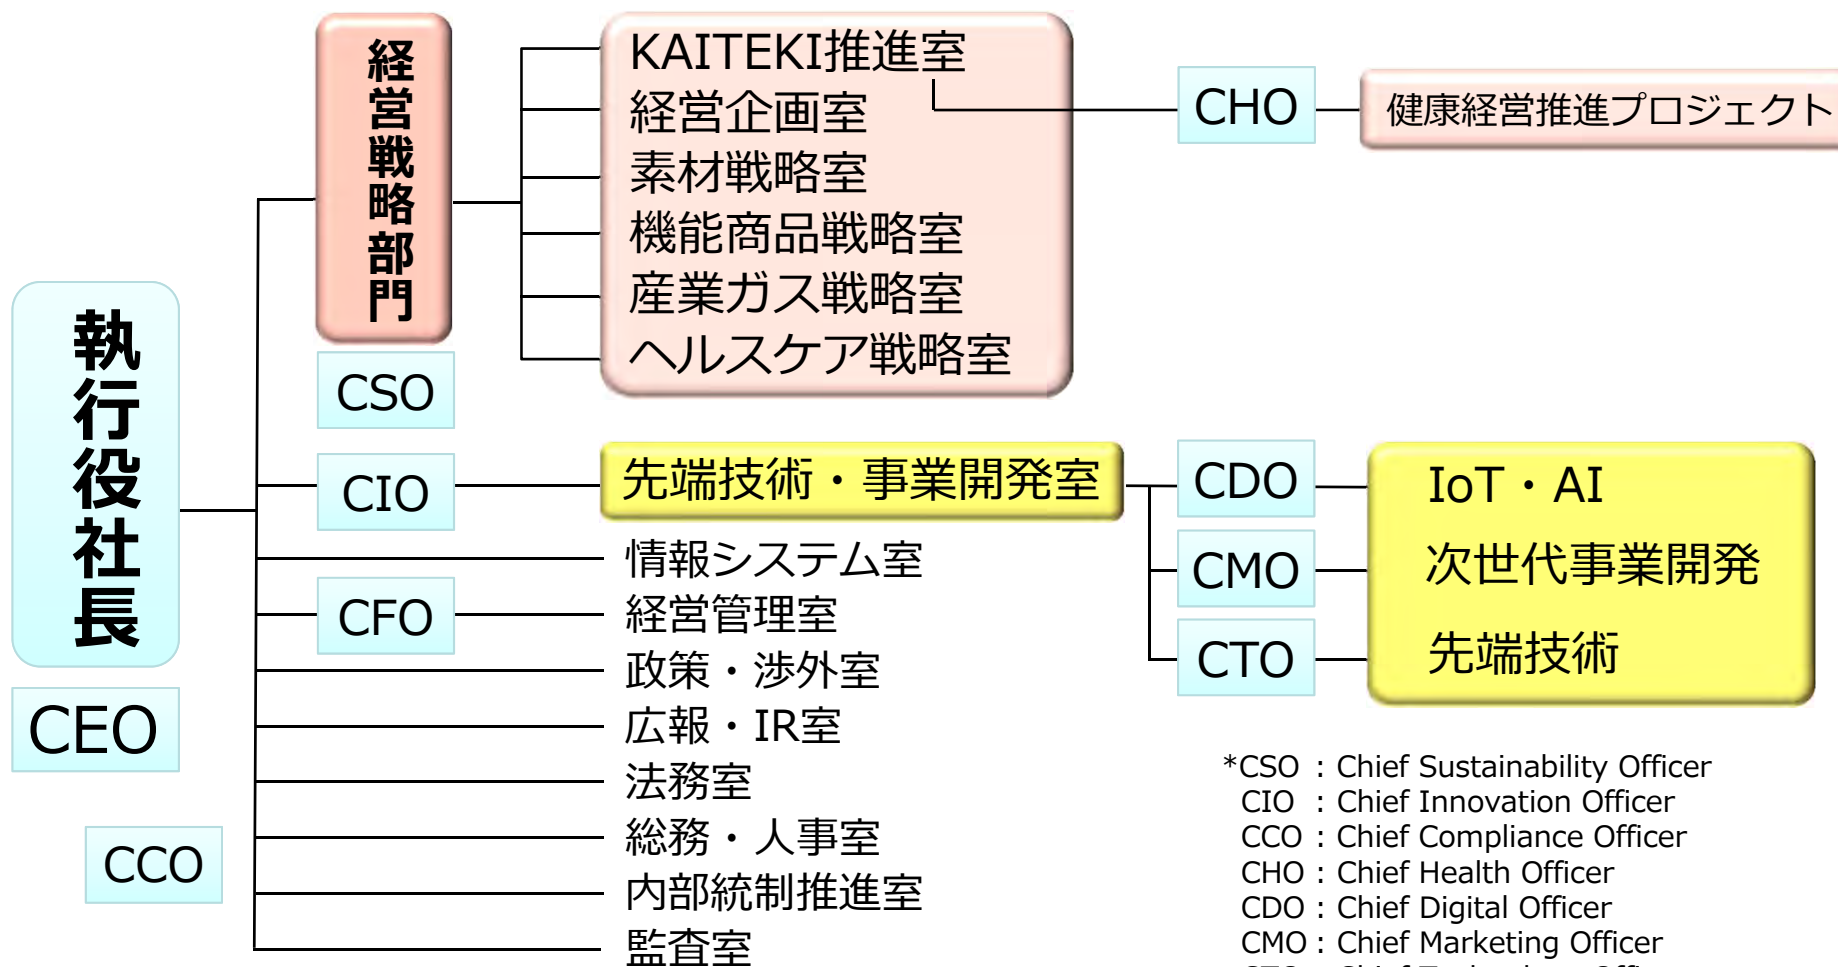 執行役社長
CEO
CCO
経営戦略部門
CSO
CIO
CFO
KAITEKI推進室
経営企画室
素材戦略室
機能商品戦略室
産業ガス戦略室
ヘルスケア戦略室
CHO
健康経営推進プロジェクト
先端技術・事業開発室
CDO
CMO
CTO
IoT・AI
次世代事業開発
先端技術
情報システム室
経営管理室
政策・渉外室
広報・IR室
法務室
総務・人事室
内部統制推進室
監査室
*CSO : Chief Sustainability Officer
CIO : Chief Innovation Officer
CCO : Chief Compliance Officer
CHO : Chief Health Officer
CDO : Chief Digital Officer
CMO : Chief Marketing Officer